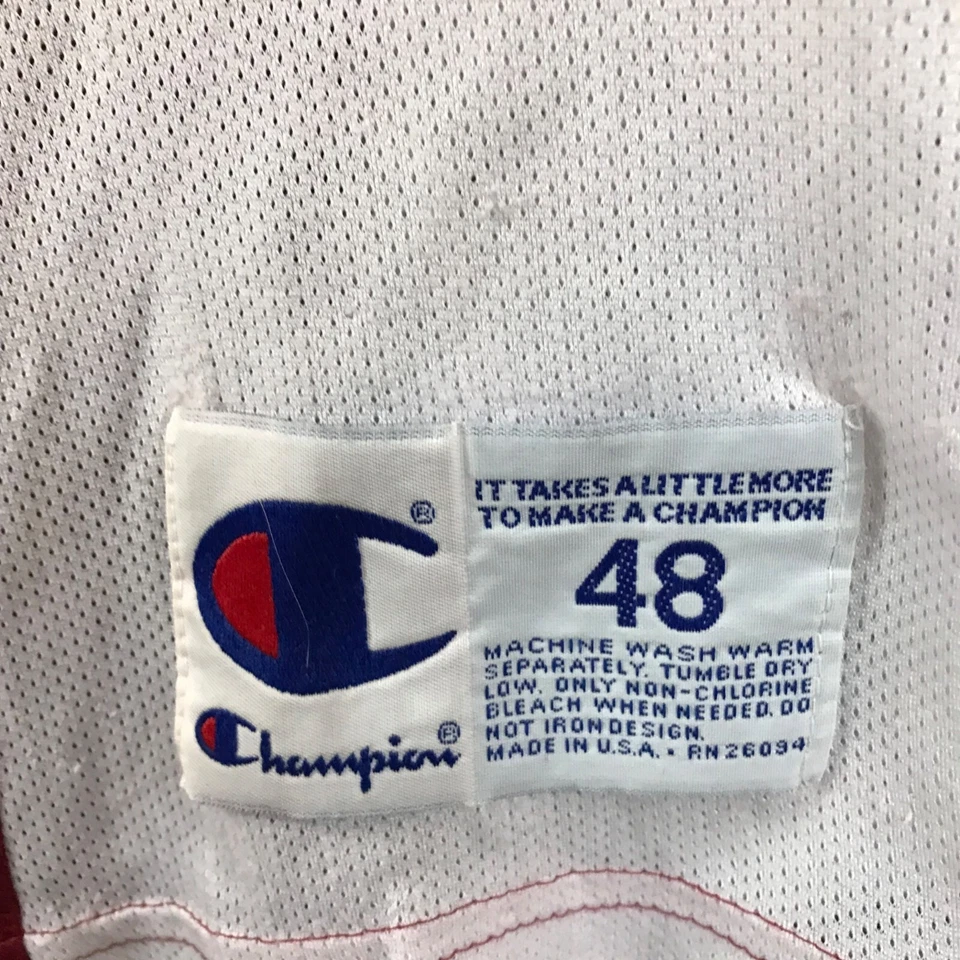 ®
Champion®
IT TAKES A LITTLE MORE
TO MAKE A CHAMPION
48
MACHINE WASH WARM
SEPARATELY. TUMBLE DRY
LOW. ONLY NON-CHLORINE
BLEACH WHEN NEEDED. DO
NOT IRON DESIGN.
MADE IN U.S.A. • RN 26094